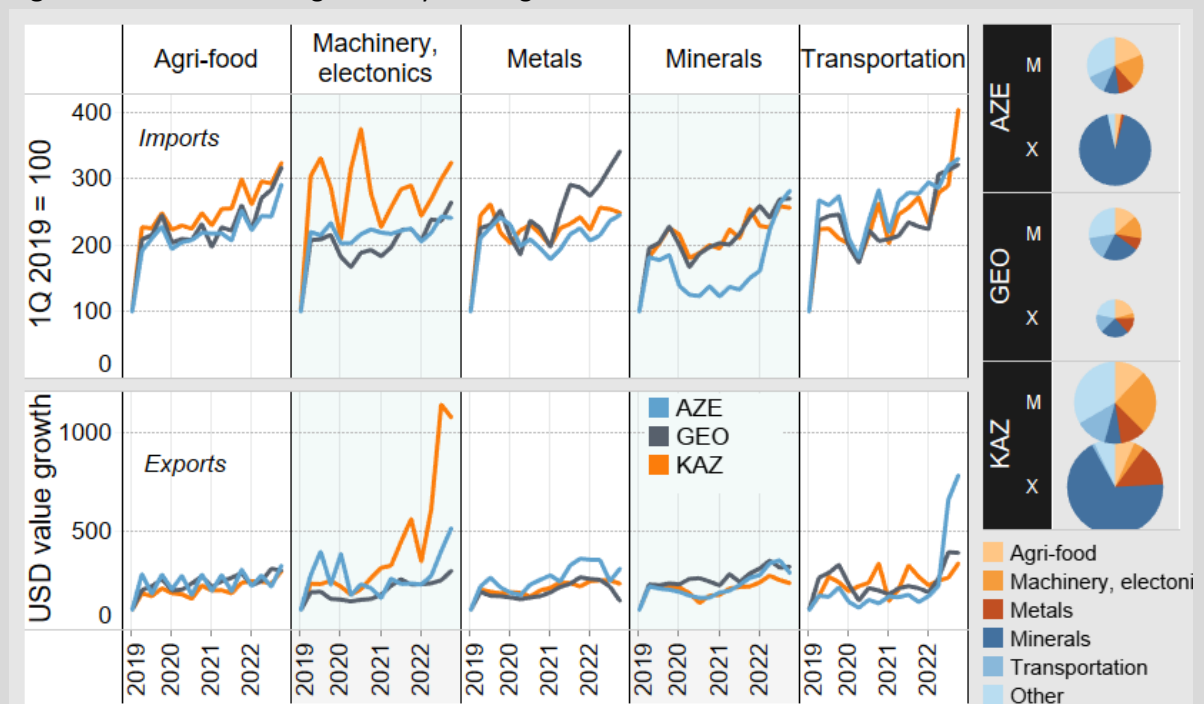 Agri-food
Machinery,
electonics
Metals
Minerals
Transportation
1Q 2019 = 100
400
300
200
100
0
Imports
USD value growth
1000
500
0
Exports
AZE
GEO
KAZ
2019 2020 2021 2022
2019 2020 2021 2022
2019 2020 2021 2022
2019 2020 2021 2022
2019 2020 2021 2022
AZE
M
X
GEO
M
X
KAZ
M
X
Agri-food
Machinery, electoni
Metals
Minerals
Transportation
Other